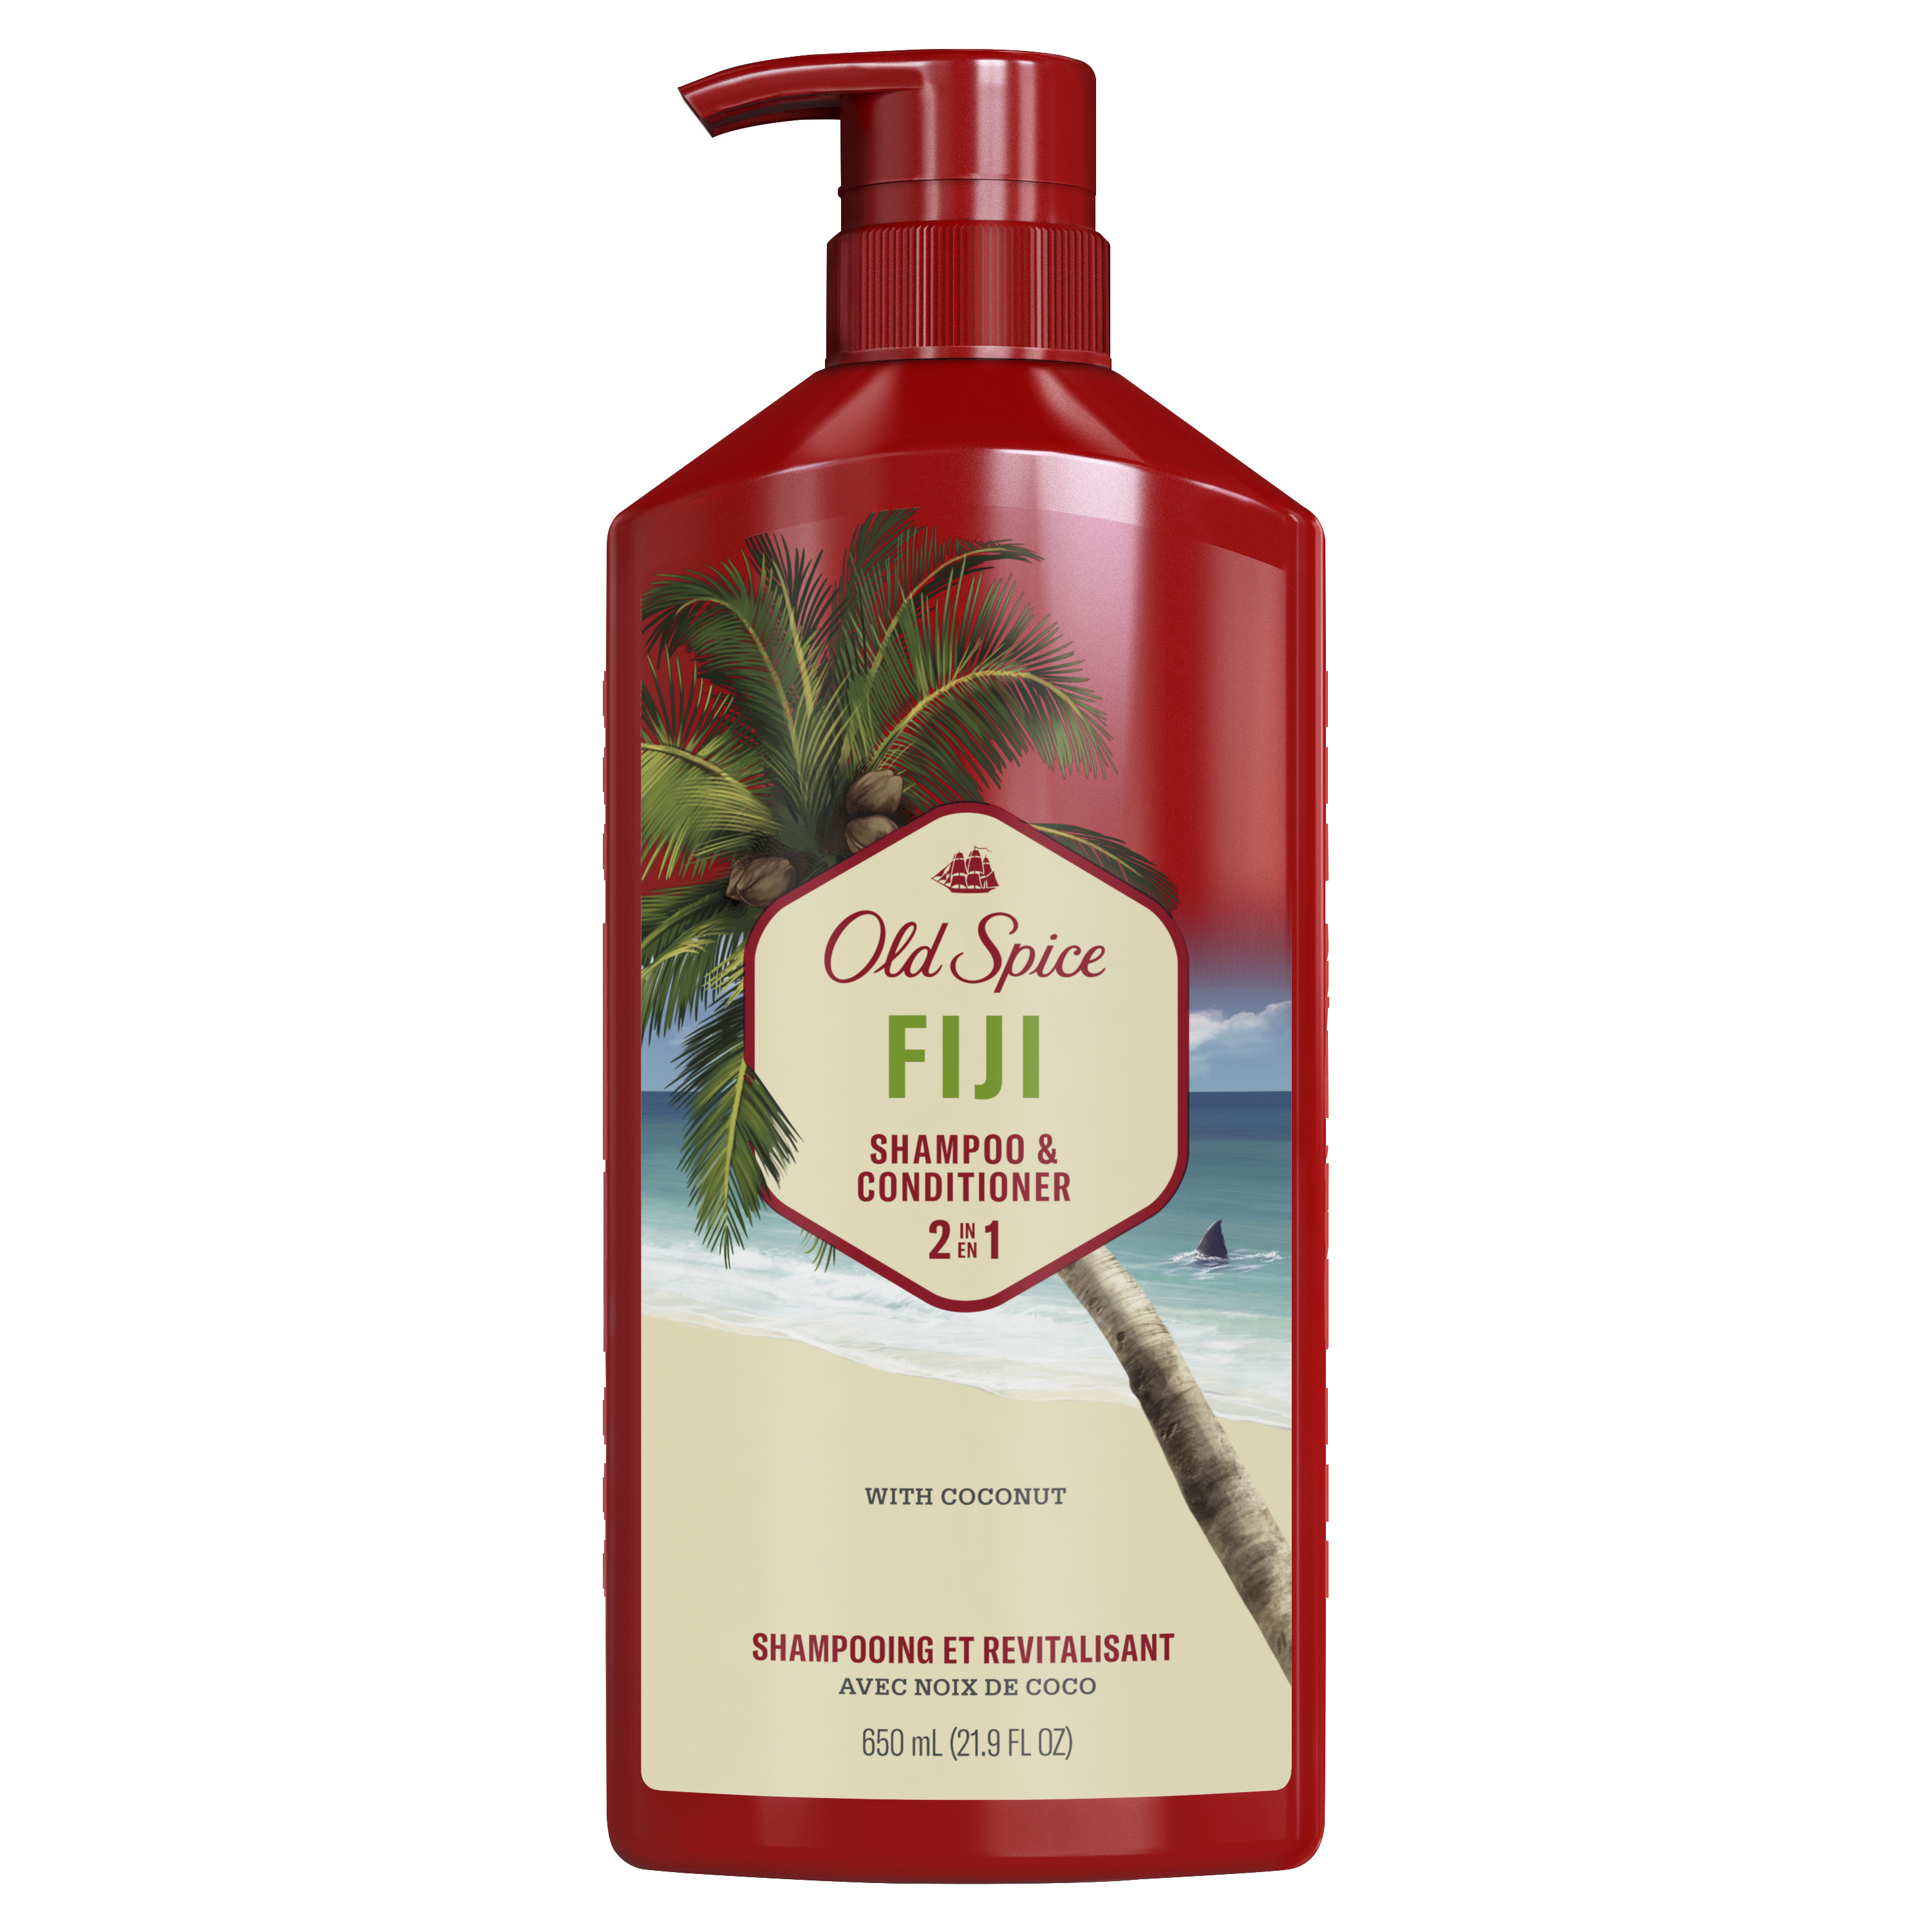 Old Spice
FIJI
SHAMPOO &
CONDITIONER
2 IN EN 1
WITH COCONUT
SHAMPOOING ET REVITALISANT
AVEC NOIX DE COCO
650 mL (21.9 FL OZ)